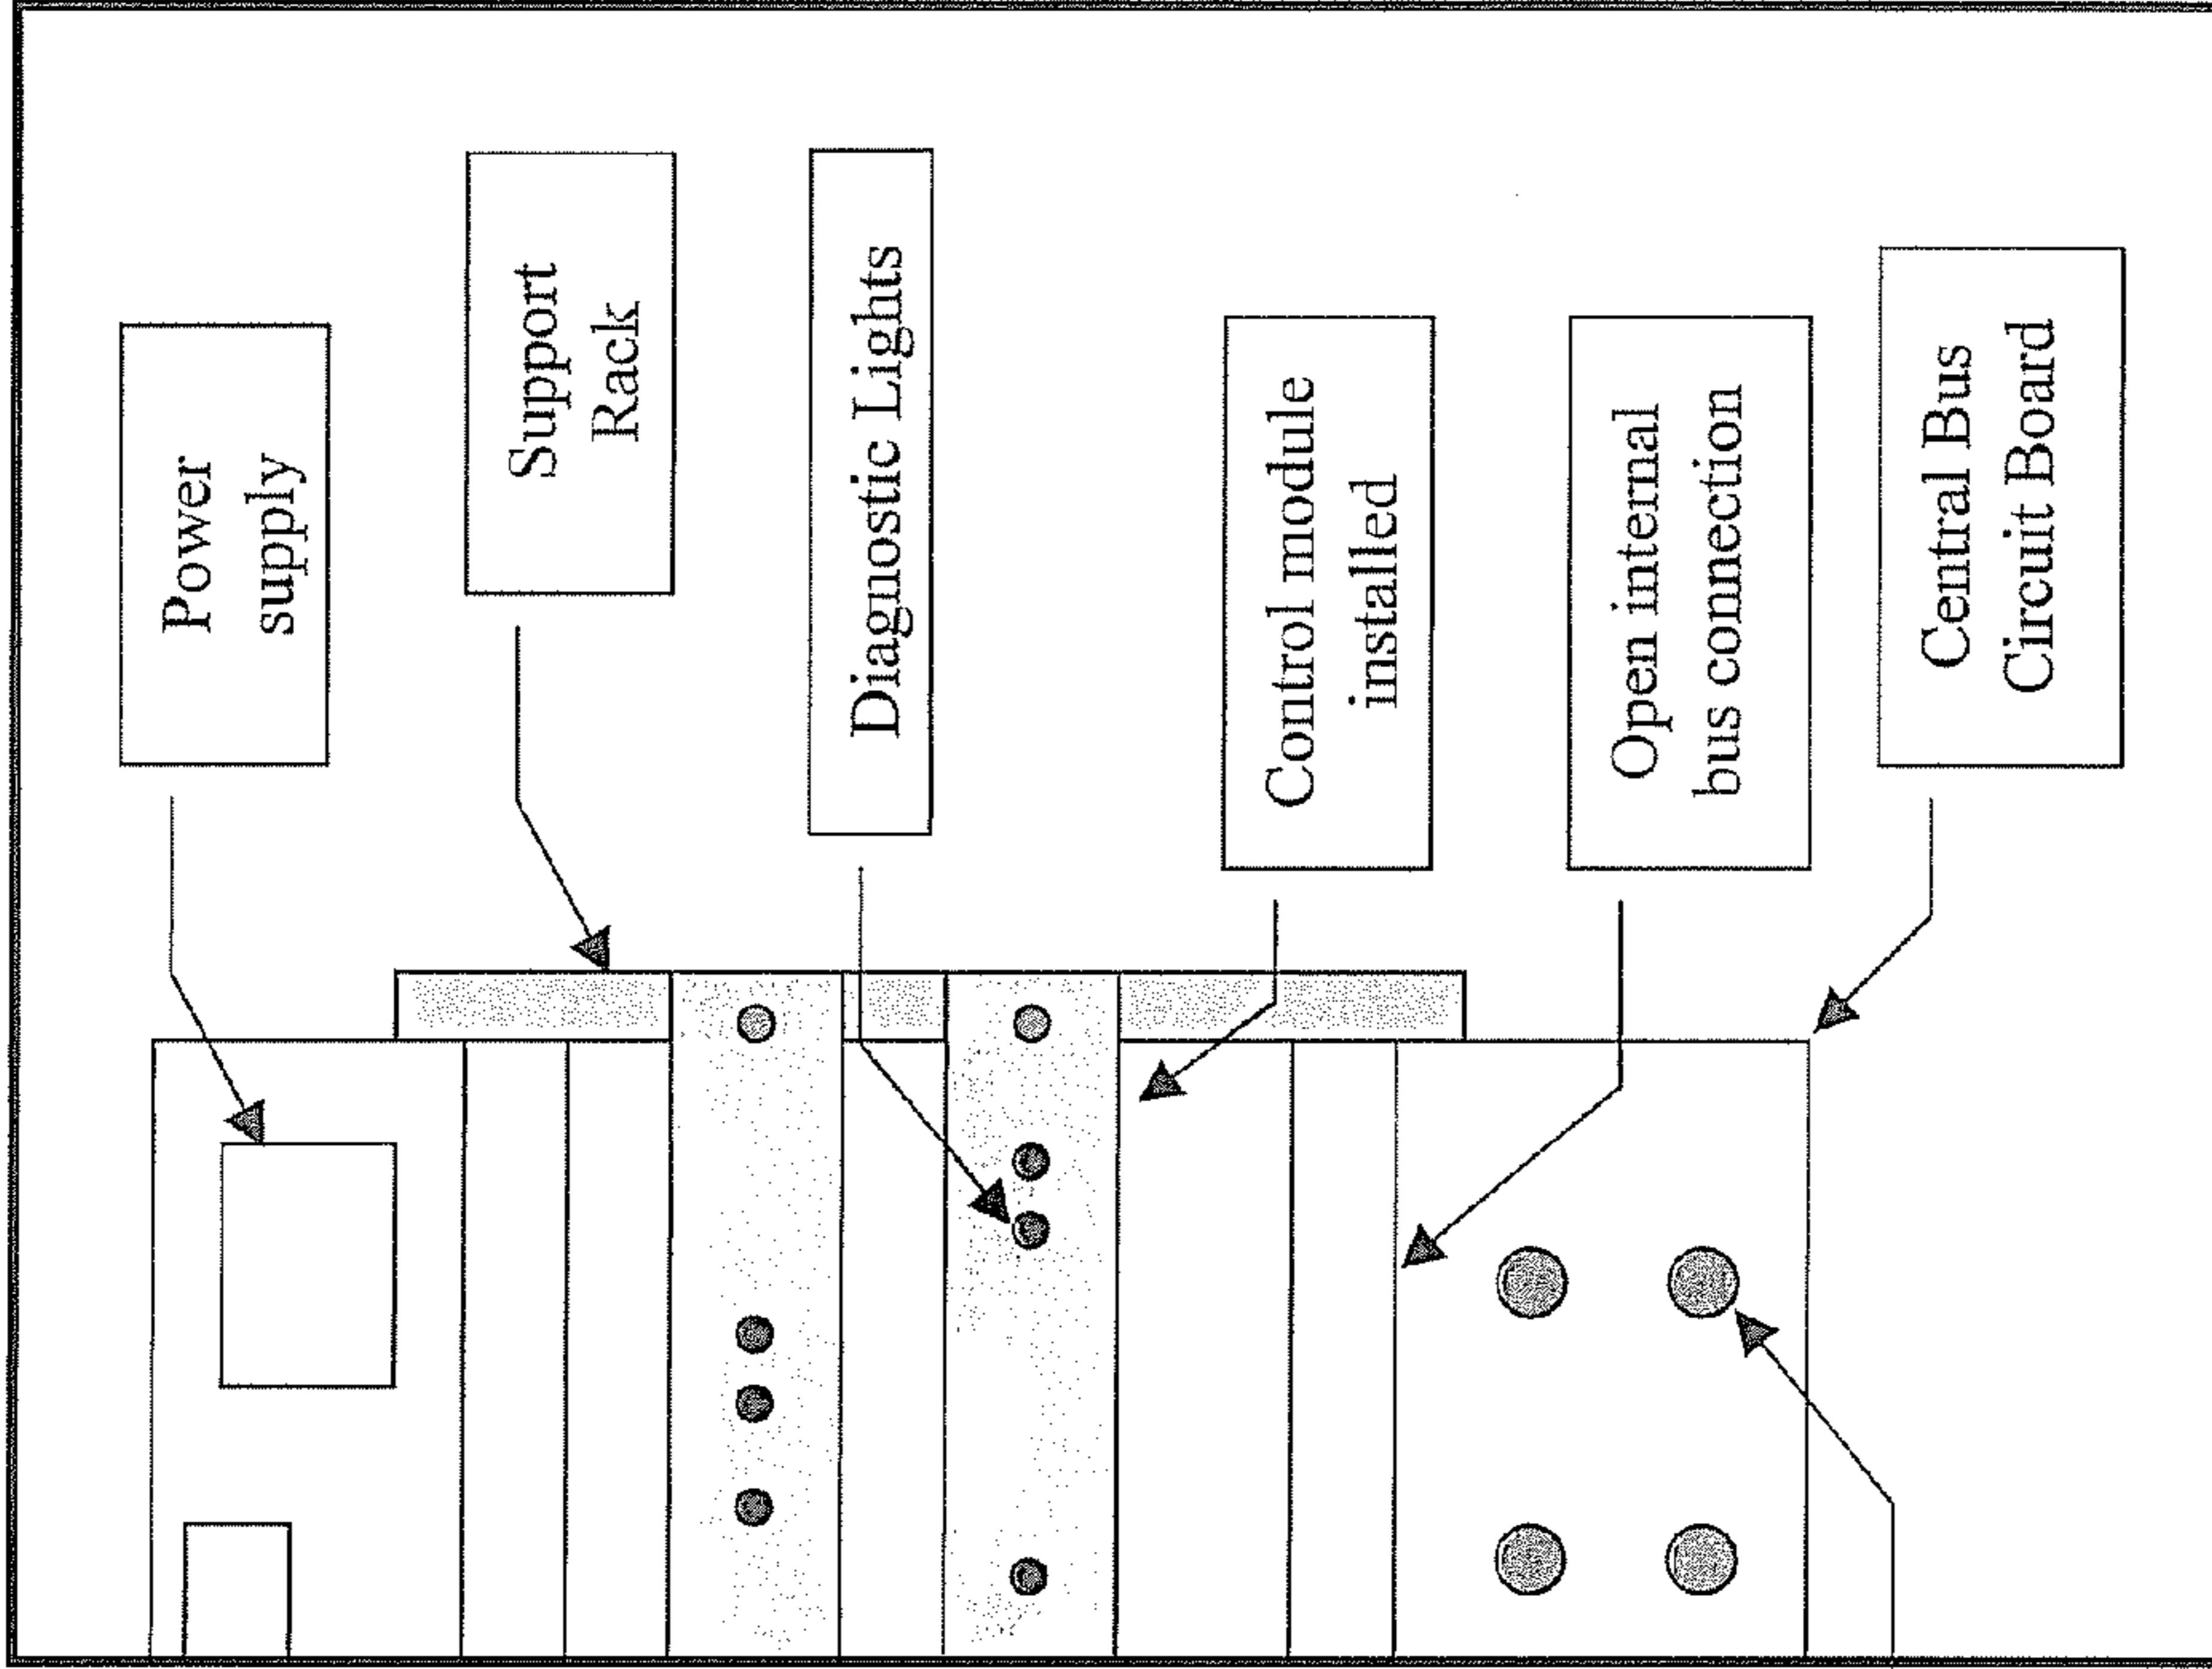 Power
supply
Support
Rack
Diagnostic Lights
Control module
installed
Open internal
bus connection
Central Bus
Circuit Board